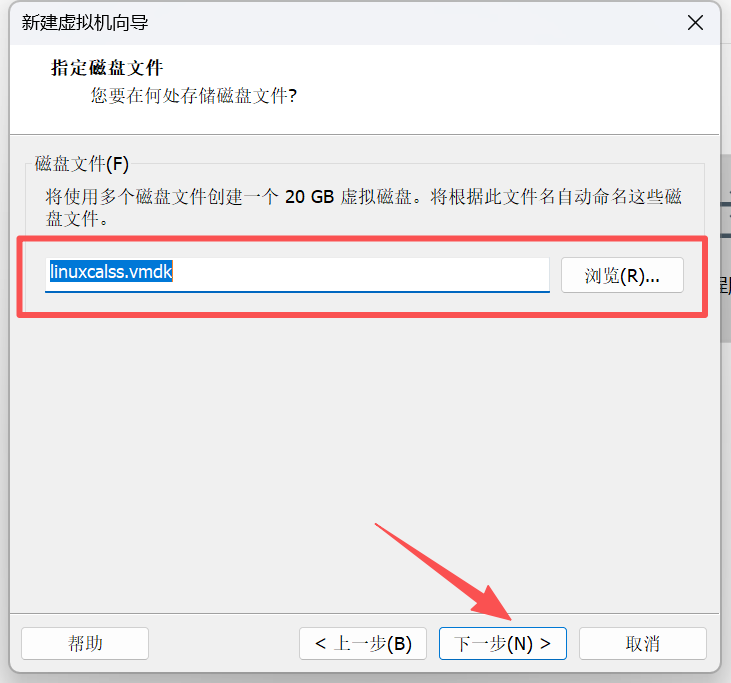 新建虚拟机向导
指定磁盘文件
您要在何处存储磁盘文件?
磁盘文件(F)
将使用多个磁盘文件创建一个 20 GB 虚拟磁盘。将根据此文件名自动命名这些磁
盘文件。
linuxcalss.vmdk
浏览(R)...
帮助
< 上一步(B)
下一步(N) >
取消